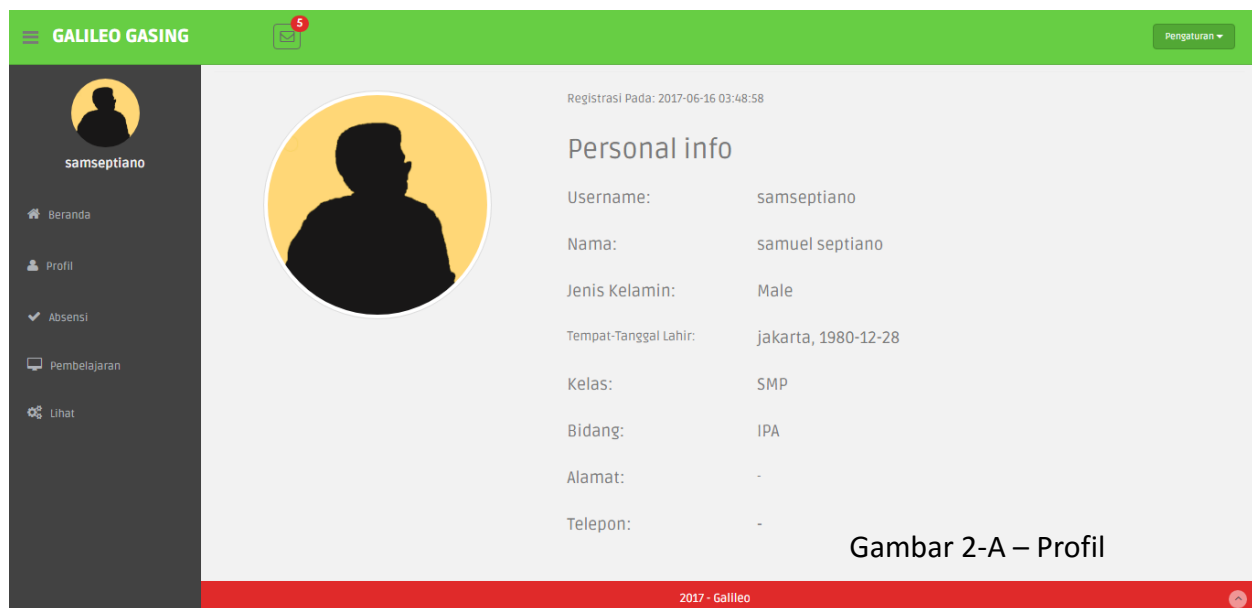 GALILEO GASING
5
Pengaturan
samseptiano
Beranda
Profil
Absensi
Pembelajaran
Lihat
Registrasi Pada: 2017-06-16 03:48:58
Personal info
Username: samseptiano
Nama: samuel septiano
Jenis Kelamin: Male
Tempat-Tanggal Lahir: jakarta, 1980-12-28
Kelas: SMP
Bidang: IPA
Alamat: -
Telepon: -
Gambar 2-A – Profil
2017 - Galileo